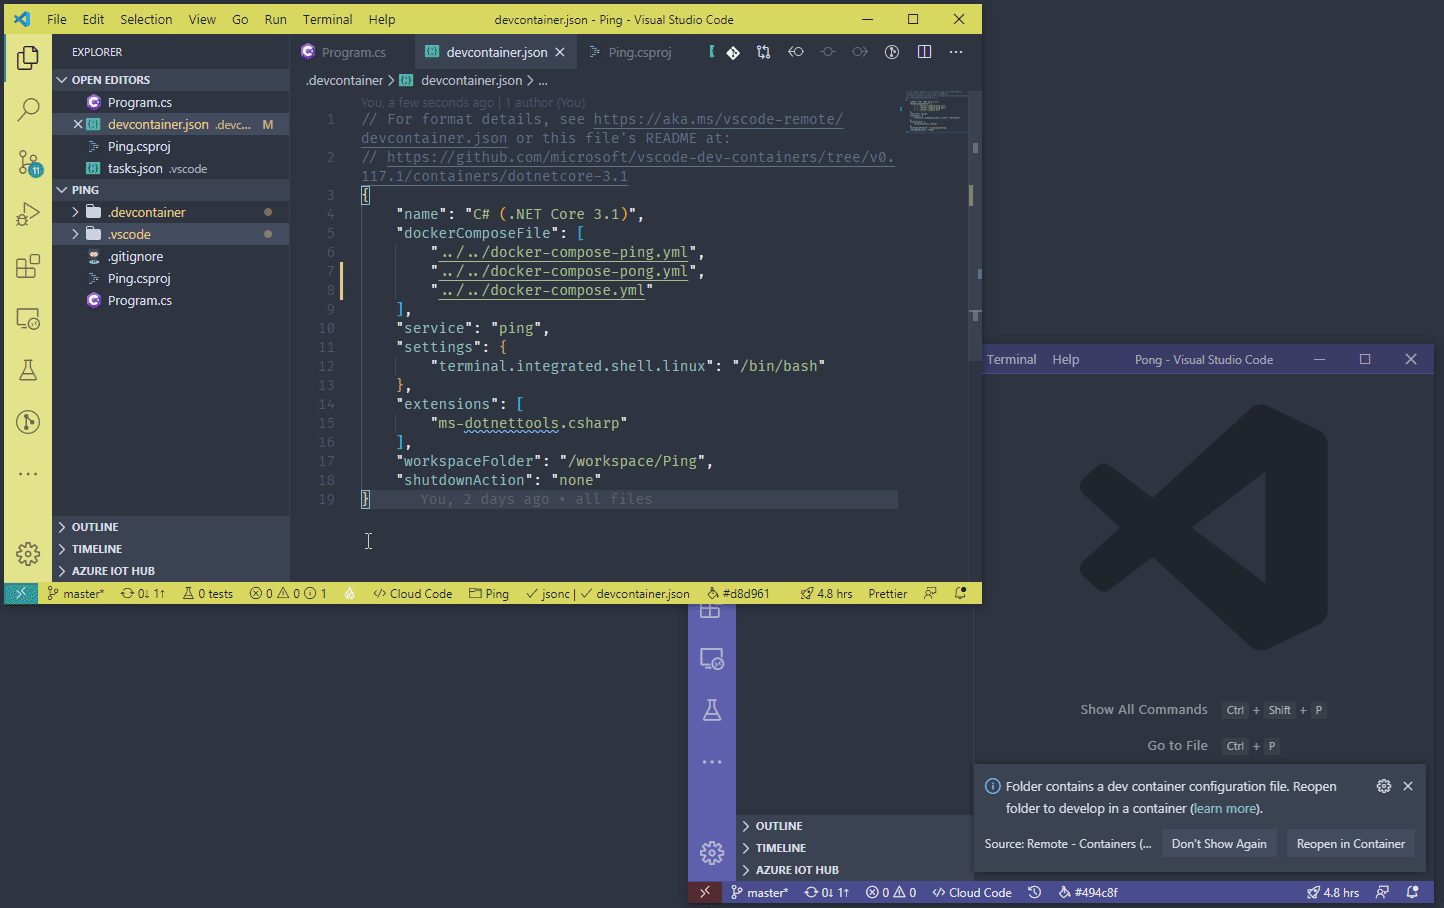 File Edit Selection View Go Run Terminal Help devcontainer.json - Ping - Visual Studio Code
EXPLORER
OPEN EDITORS
Program.cs
devcontainer.json .devc... M
Ping.csproj
tasks.json .vscode
PING
.devcontainer
.vscode
.gitignore
Ping.csproj
Program.cs
OUTLINE
TIMELINE
AZURE IOT HUB
11
Program.cs devcontainer.json Ping.csproj
.devcontainer > devcontainer.json > ...
You, a few seconds ago | 1 author (You)
1 // For format details, see https://aka.ms/vscode-remote/
devcontainer.json or this file's README at:
2 // https://github.com/microsoft/vscode-dev-containers/tree/v0.
117.1/containers/dotnetcore-3.1
3 {
4 "name": "C# (.NET Core 3.1)",
5 "dockerComposeFile": [
6 "../../docker-compose-ping.yml",
7 "../../docker-compose-pong.yml",
8 "../../docker-compose.yml"
9 ],
10 "service": "ping",
11 "settings": {
12 "terminal.integrated.shell.linux": "/bin/bash"
13 },
14 "extensions": [
15 "ms-dotnettools.csharp"
16 ],
17 "workspaceFolder": "/workspace/Ping",
18 "shutdownAction": "none"
19 } You, 2 days ago • all files
master* 0↓ 1↑ 0 tests 0 0 1 Cloud Code Ping jsonc | devcontainer.json #d8d961 4.8 hrs Prettier
Terminal Help Pong - Visual Studio Code
Show All Commands Ctrl + Shift + P
Go to File Ctrl + P
Folder contains a dev container configuration file. Reopen
folder to develop in a container (learn more).
Source: Remote - Containers (... Don't Show Again Reopen in Container
OUTLINE
TIMELINE
AZURE IOT HUB
master* 0↓ 1↑ 0 0 Cloud Code #494c8f 4.8 hrs